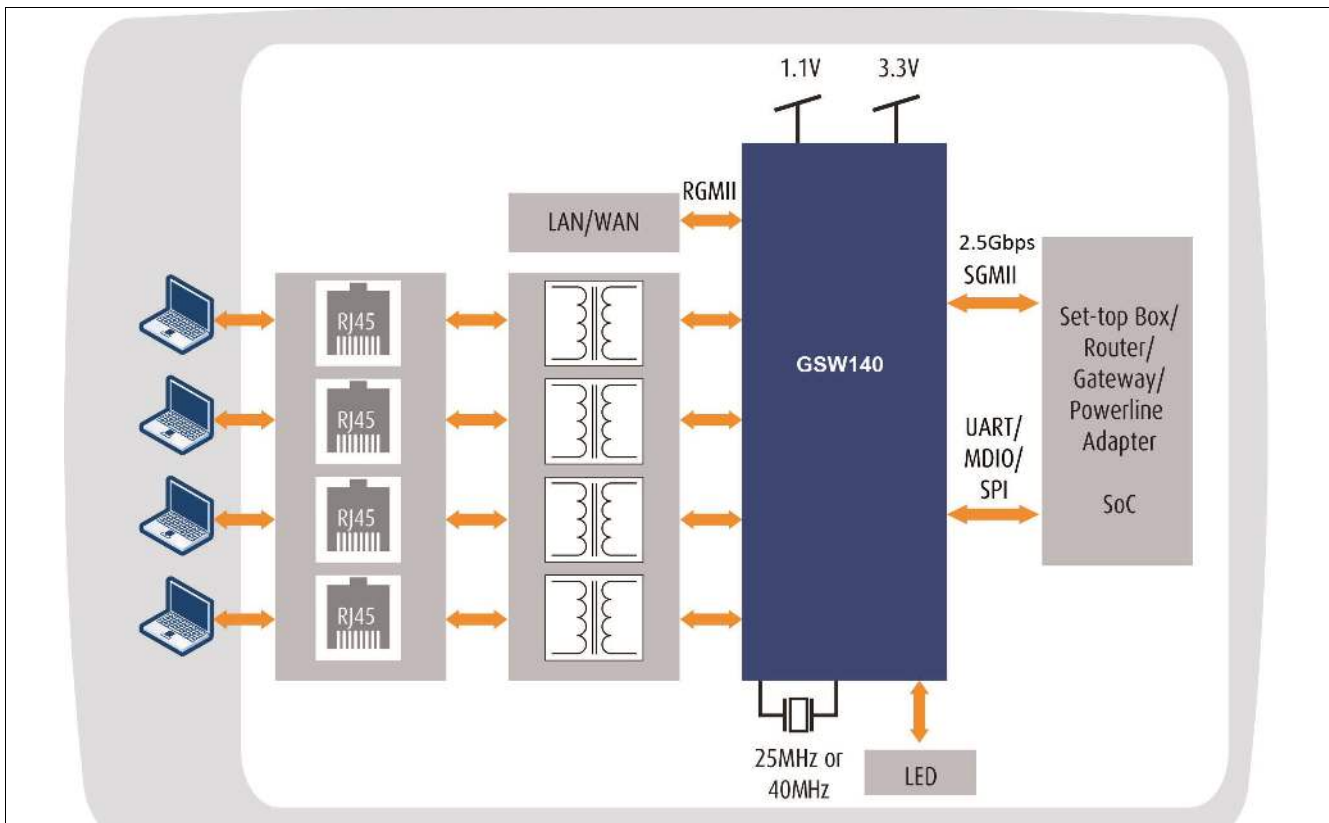 1.1V
3.3V
RGMII
LAN/WAN
2.5Gbps
SGMII
RJ45
RJ45
RJ45
RJ45
GSW140
Set-top Box/
Router/
Gateway/
Powerline
Adapter
SoC
UART/
MDIO/
SPI
25MHz or
40MHz
LED